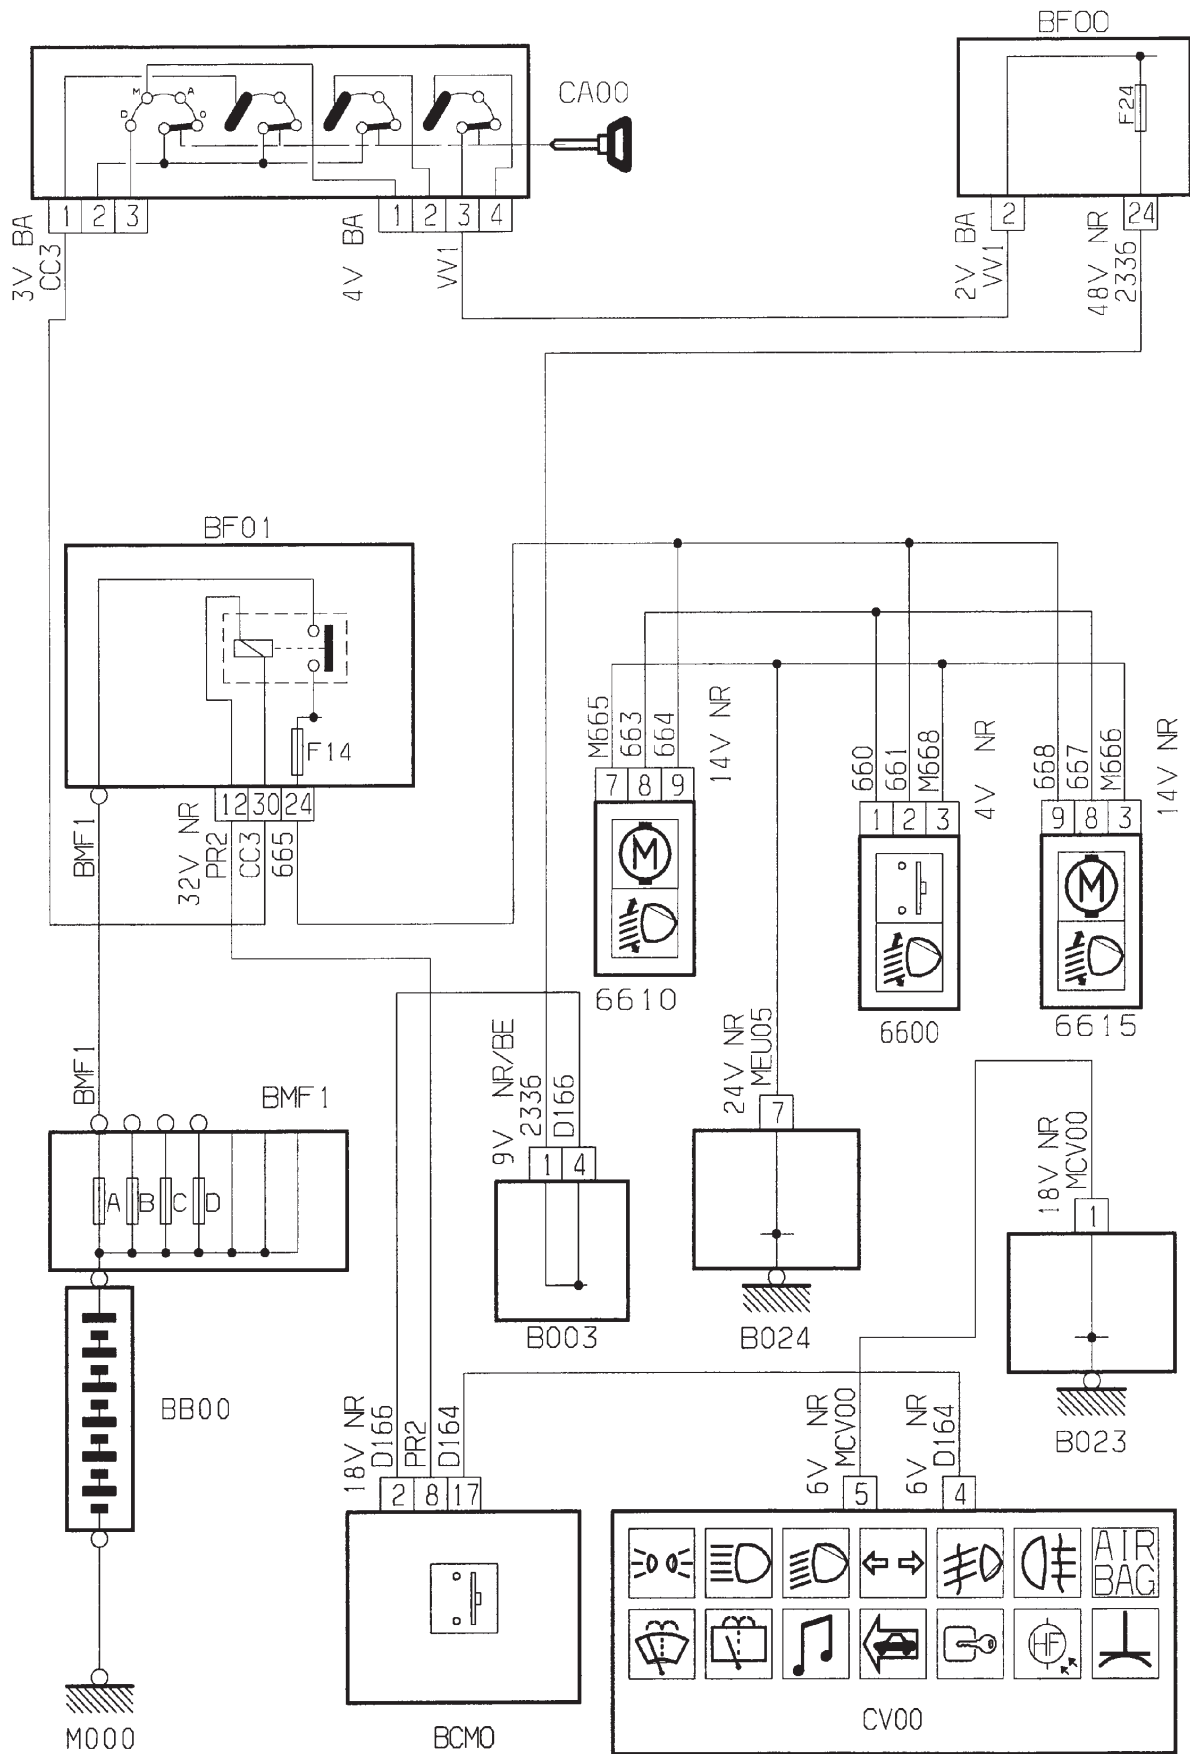 BF00
CA00
M
A
D
O
F24
1 2 3
1 2 3 4
2
24
3V BA
CC3
4V BA
VV1
2V BA
VV1
48V NR
2336
BF01
F14
12 30 24
32V NR
PR2
CC3
665
BMF1
M665
663
664
14V NR
7 8 9
M
6610
660
661
M668
4V NR
1 2 3
6600
668
667
M666
14V NR
9 8 3
M
6615
BMF1
BMF1
A B C D
BB00
M000
9V NR/BE
2336
D166
1 4
B003
24V NR
MEU05
7
B024
18V NR
MCV00
1
B023
18V NR
D166
PR2
D164
2 8 17
BCM0
6V NR
MCV00
6V NR
D164
5
4
AIR
BAG
HF
CV00